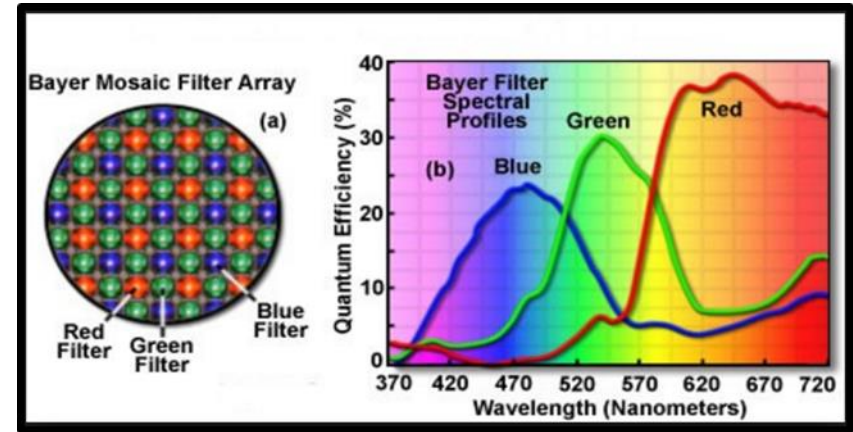 Bayer Mosaic Filter Array
(a)
Red
Filter
Green
Filter
Blue
Filter
Bayer Filter
Spectral
Profiles
(b)
Blue
Green
Red
Quantum Efficiency (%)
40
30
20
10
0
370 420 470 520 570 620 670 720
Wavelength (Nanometers)